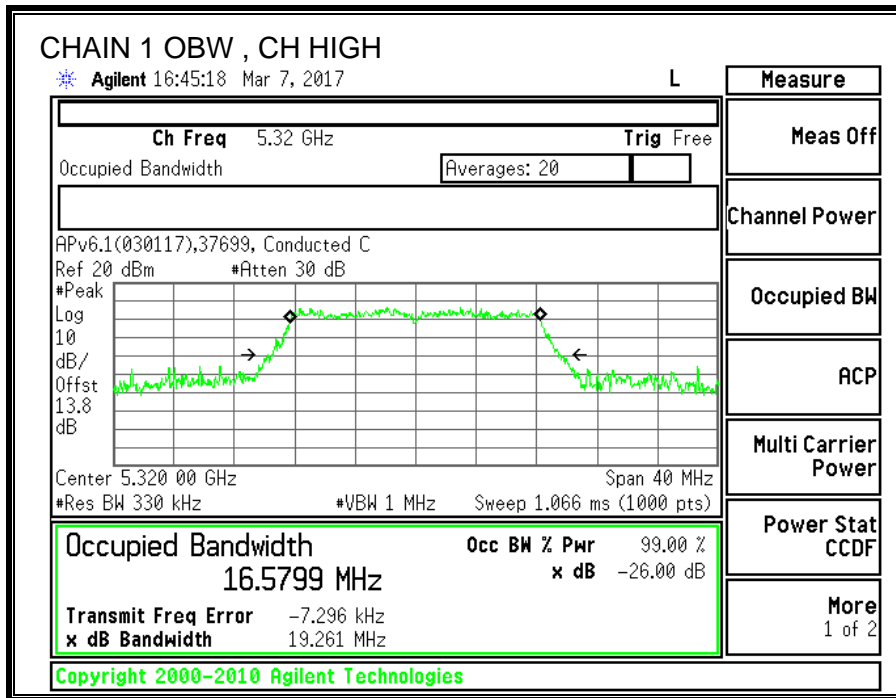 CHAIN 1 OBW , CH HIGH
Agilent 16:45:18 Mar 7, 2017 L
Measure
Ch Freq 5.32 GHz Trig Free
Meas Off
Occupied Bandwidth Averages: 20
Channel Power
APv6.1(030117),37699, Conducted C
Ref 20 dBm #Atten 30 dB
#Peak
Log
10
dB/
Offst
13.8
dB
Occupied BW
ACP
Multi Carrier
Power
Center 5.320 00 GHz Span 40 MHz
#Res BW 330 kHz #VBW 1 MHz Sweep 1.066 ms (1000 pts)
Power Stat
CCDF
Occupied Bandwidth Occ BW % Pwr 99.00 %
16.5799 MHz x dB -26.00 dB
Transmit Freq Error -7.296 kHz
x dB Bandwidth 19.261 MHz
More
1 of 2
Copyright 2000-2010 Agilent Technologies